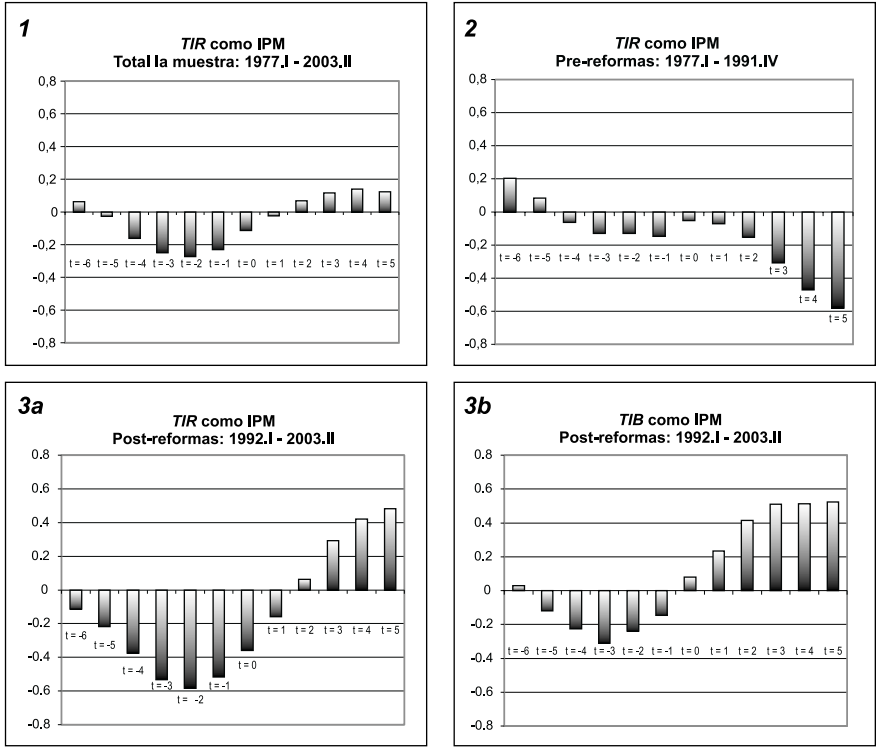 1
TIR como IPM
Total la muestra: 1977.I - 2003.II
0,8
0,6
0,4
0,2
0
-0,2
-0,4
-0,6
-0,8
t = -6 t = -5 t = -4 t = -3 t = -2 t = -1 t = 0 t = 1 t = 2 t = 3 t = 4 t = 5
2
TIR como IPM
Pre-reformas: 1977.I - 1991.IV
0,8
0,6
0,4
0,2
0
-0,2
-0,4
-0,6
-0,8
t = -6 t = -5 t = -4 t = -3 t = -2 t = -1 t = 0 t = 1 t = 2 t = 3 t = 4 t = 5
3a
TIR como IPM
Post-reformas: 1992.I - 2003.II
0.8
0.6
0.4
0.2
0
-0.2
-0.4
-0.6
-0.8
t = -6 t = -5 t = -4 t = -3 t = -2 t = -1 t = 0 t = 1 t = 2 t = 3 t = 4 t = 5
3b
TIB como IPM
Post-reformas: 1992.I - 2003.II
0.8
0.6
0.4
0.2
0
-0.2
-0.4
-0.6
-0.8
t = -6 t = -5 t = -4 t = -3 t = -2 t = -1 t = 0 t = 1 t = 2 t = 3 t = 4 t = 5